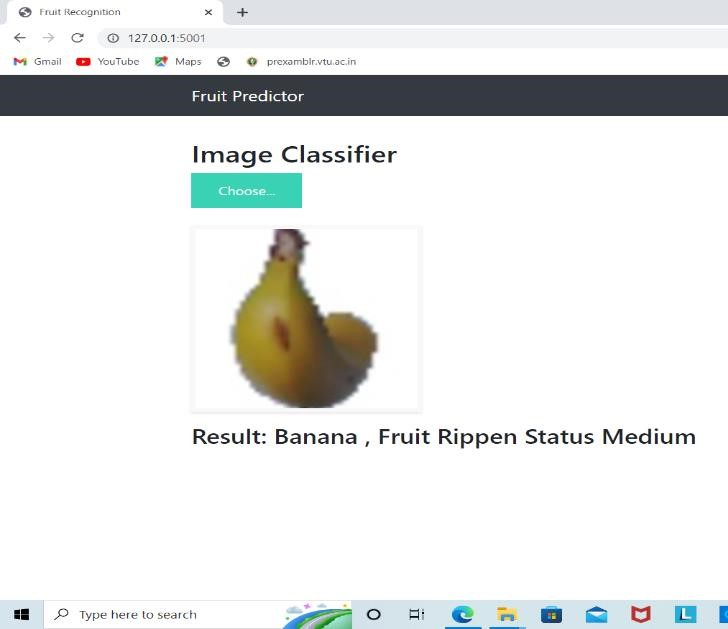 Fruit Recognition
127.0.0.1:5001
Gmail YouTube Maps prexamblr.vtu.ac.in
Fruit Predictor
Image Classifier
Choose...
Result: Banana , Fruit Rippen Status Medium
Type here to search
L